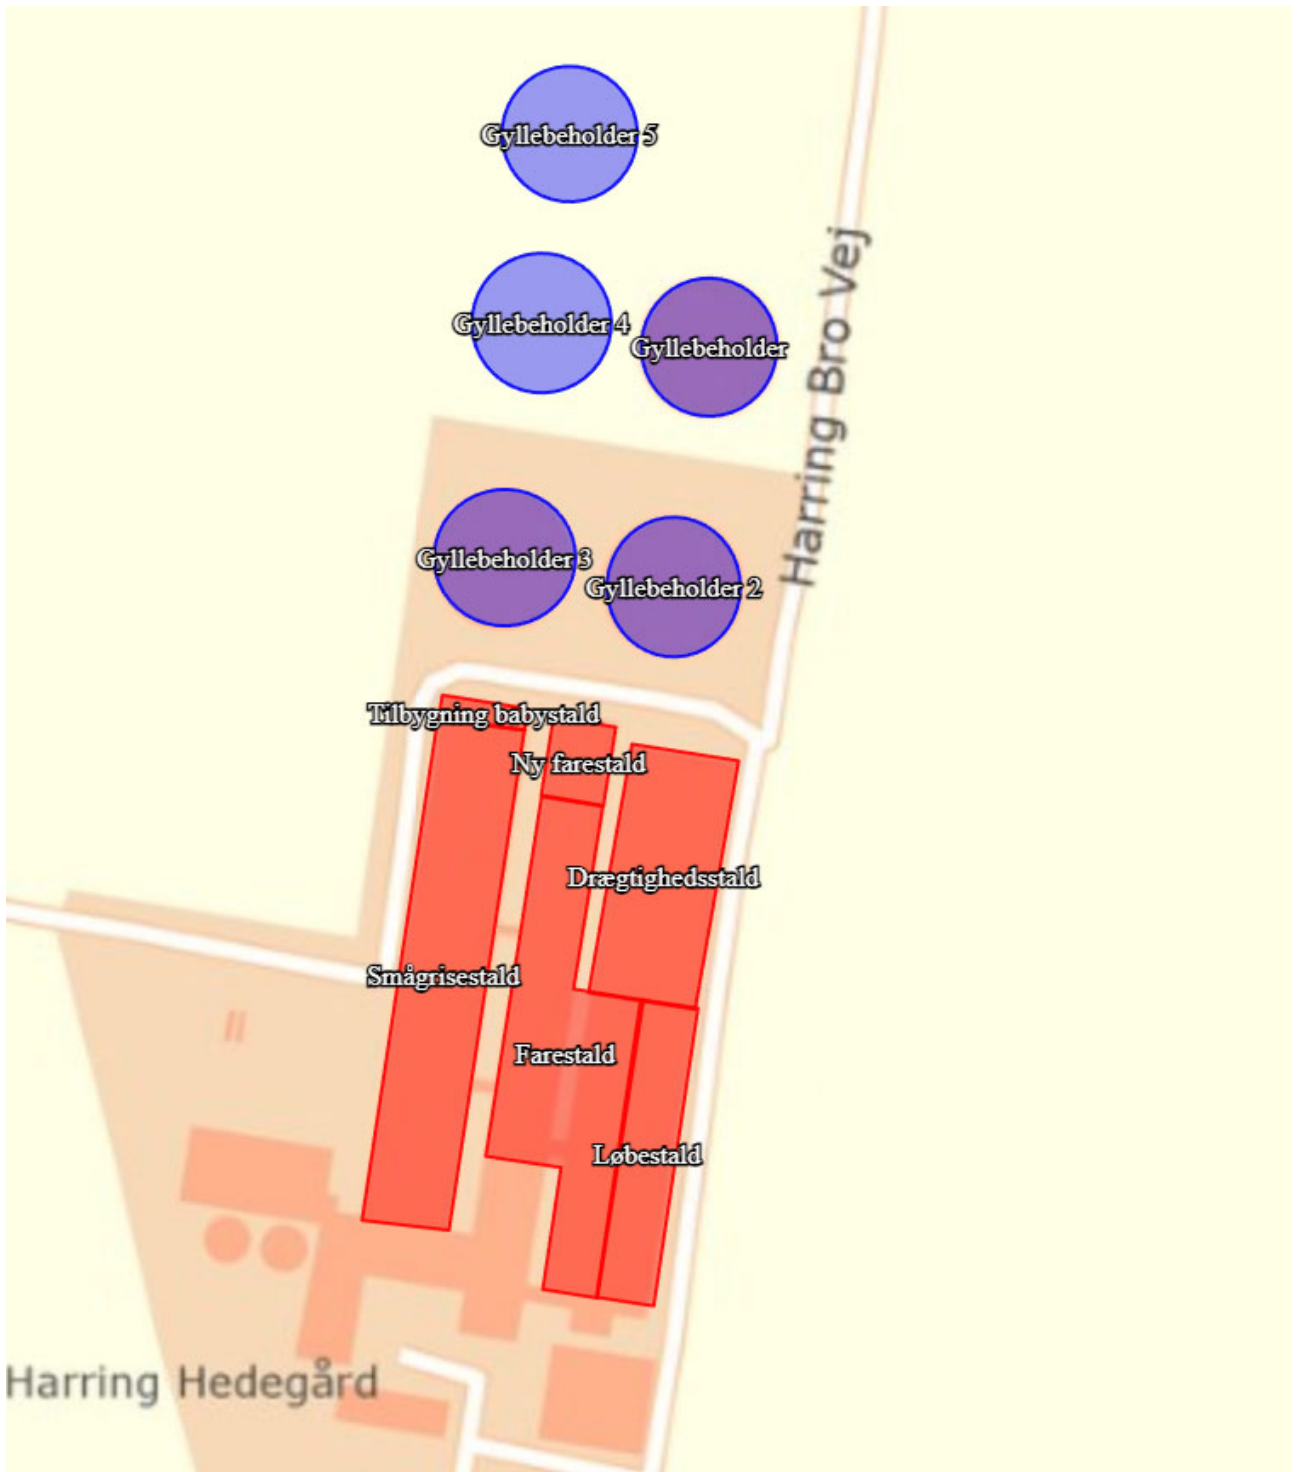 Gyllebeholder 5
Harring Bro Vej
Gyllebeholder 4
Gyllebeholder
Gyllebeholder 3
Gyllebeholder 2
Tilbygning babystald
Ny farestald
Drægtighedsstald
Smågrisestald
Farestald
Løbestald
Harring Hedegård